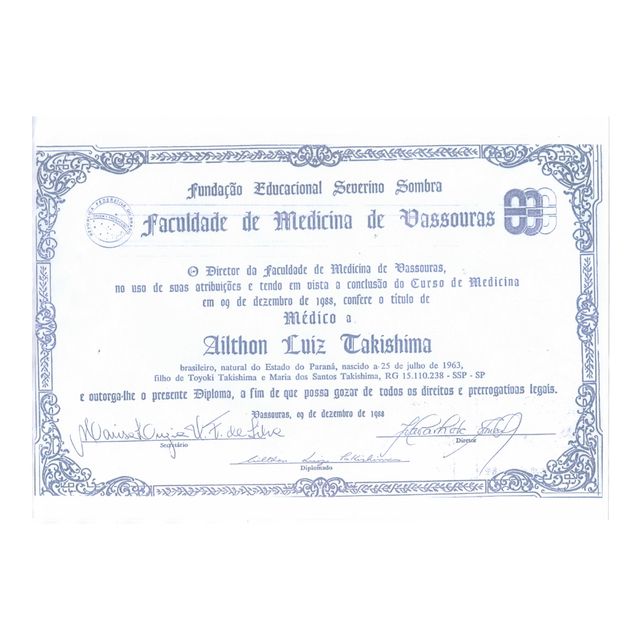 Fundação Educacional Severino Sombra
Faculdade de Medicina de Vassouras
O Diretor da Faculdade de Medicina de Vassouras,
no uso de suas atribuições e tendo em vista a conclusão do Curso de Medicina
em 09 de dezembro de 1988, confere o título de
Médico a
Ailthon Luiz Takishima
brasileiro, natural do Estado do Paraná, nascido a 25 de julho de 1963,
filho de Toyoki Takishima e Maria dos Santos Takishima, RG 15.110.238 - SSP - SP
e outorga-lhe o presente Diploma, a fim de que possa gozar de todos os direitos e prerrogativas legais.
Vassouras, 09 de dezembro de 1988
Secretário
Diretor
Ailthon Luiz Takishima
Diplomado